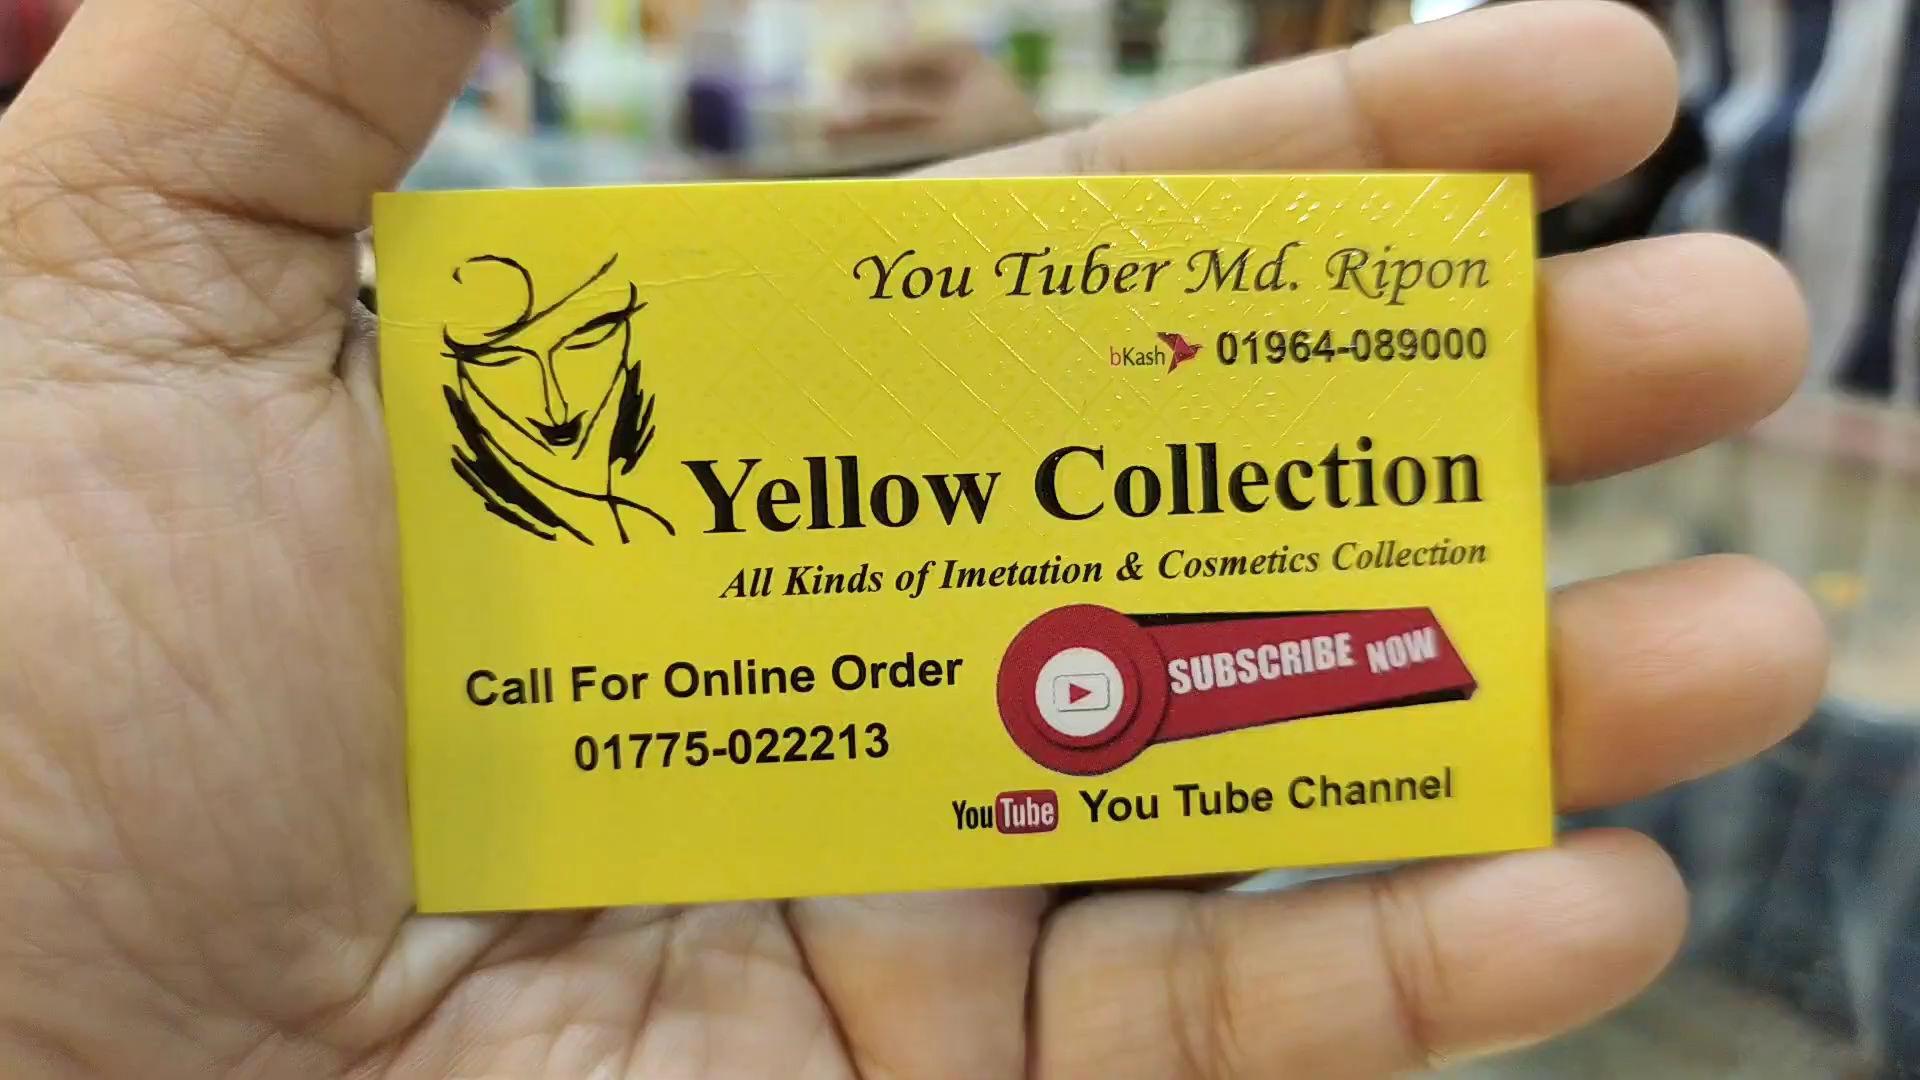 You Tuber Md. Ripon
bKash 01964-089000
Yellow Collection
All Kinds of Imetation & Cosmetics Collection
Call For Online Order
01775-022213
SUBSCRIBE NOW
YouTube You Tube Channel